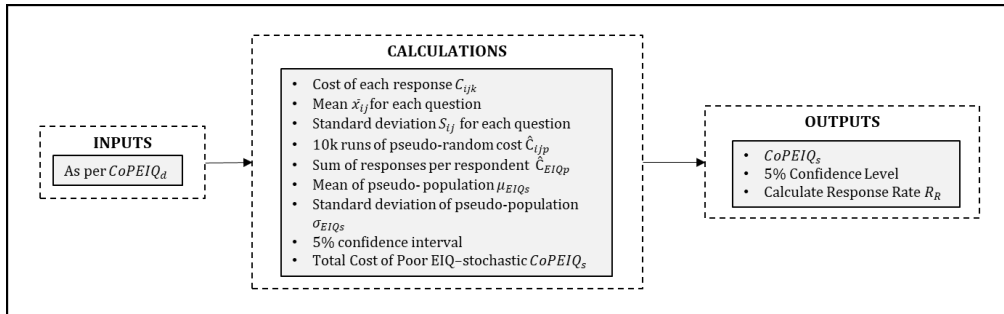 INPUTS
As per CoPEIQ_d
CALCULATIONS
• Cost of each response C_ijk
• Mean x̄_ij for each question
• Standard deviation S_ij for each question
• 10k runs of pseudo-random cost Ĉ_ijp
• Sum of responses per respondent Ĉ_EIQp
• Mean of pseudo- population μ_EIQs
• Standard deviation of pseudo-population
σ_EIQs
• 5% confidence interval
• Total Cost of Poor EIQ–stochastic CoPEIQ_s
OUTPUTS
• CoPEIQ_s
• 5% Confidence Level
• Calculate Response Rate R_R